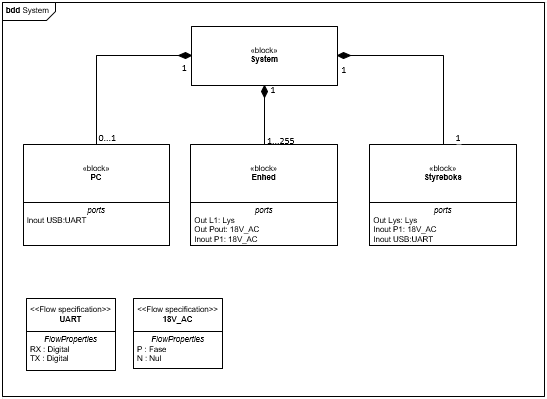 bdd System
«block»
System
1
1
1
0...1
1...255
1
«block»
PC
ports
Inout USB:UART
«block»
Enhed
ports
Out L1: Lys
Out Pout: 18V_AC
Inout P1: 18V_AC
«block»
Styreboks
ports
Out Lys: Lys
Inout P1: 18V_AC
Inout USB:UART
<<Flow specification>>
UART
FlowProperties
RX : Digital
TX : Digital
<<Flow specification>>
18V_AC
FlowProperties
P : Fase
N : Nul